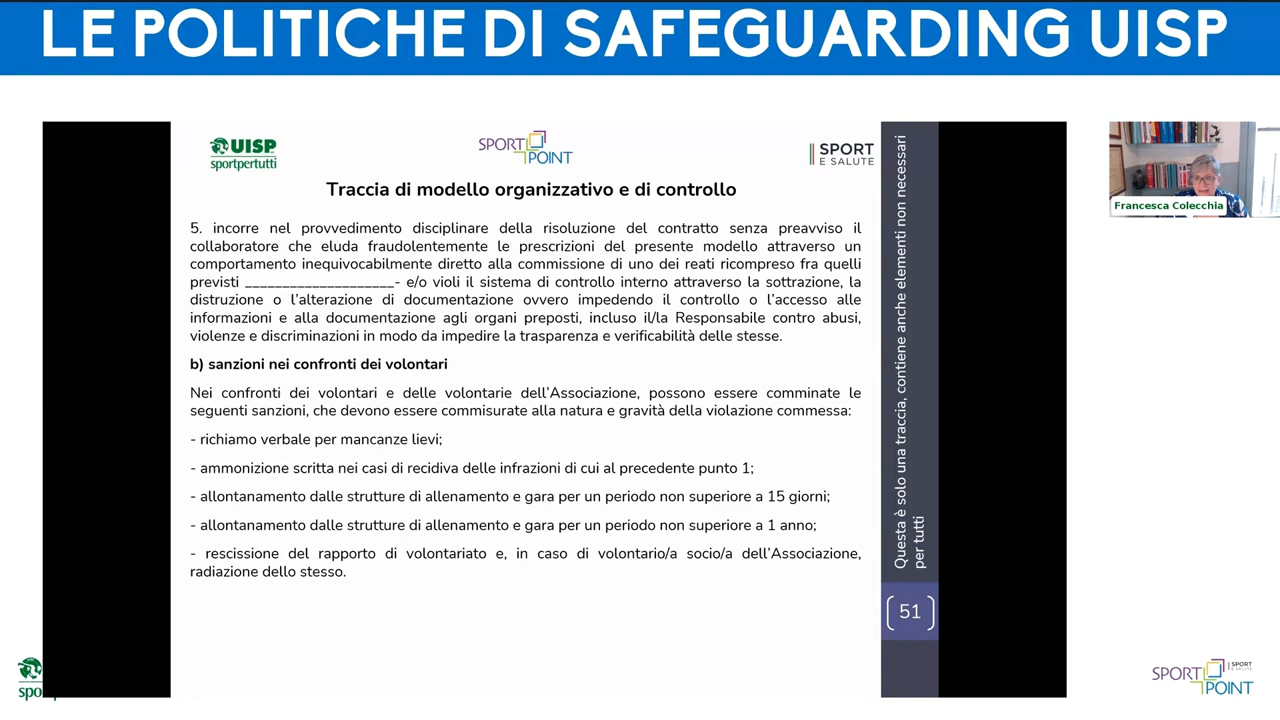 LE POLITICHE DI SAFEGUARDING UISP
UISP
sportpertutti
SPORT
POINT
SPORT
E SALUTE
Traccia di modello organizzativo e di controllo
5. incorre nel provvedimento disciplinare della risoluzione del contratto senza preavviso il
collaboratore che eluda fraudolentemente le prescrizioni del presente modello attraverso un
comportamento inequivocabilmente diretto alla commissione di uno dei reati ricompreso fra quelli
previsti ____________________- e/o violi il sistema di controllo interno attraverso la sottrazione, la
distruzione o l’alterazione di documentazione ovvero impedendo il controllo o l’accesso alle
informazioni e alla documentazione agli organi preposti, incluso il/la Responsabile contro abusi,
violenze e discriminazioni in modo da impedire la trasparenza e verificabilità delle stesse.
b) sanzioni nei confronti dei volontari
Nei confronti dei volontari e delle volontarie dell’Associazione, possono essere comminate le
seguenti sanzioni, che devono essere commisurate alla natura e gravità della violazione commessa:
- richiamo verbale per mancanze lievi;
- ammonizione scritta nei casi di recidiva delle infrazioni di cui al precedente punto 1;
- allontanamento dalle strutture di allenamento e gara per un periodo non superiore a 15 giorni;
- allontanamento dalle strutture di allenamento e gara per un periodo non superiore a 1 anno;
- rescissione del rapporto di volontariato e, in caso di volontario/a socio/a dell’Associazione,
radiazione dello stesso.
Questa è solo una traccia, contiene anche elementi non necessari
per tutti
51
Francesca Colecchia
spo
SPORT
POINT
SPORT
E SALUTE